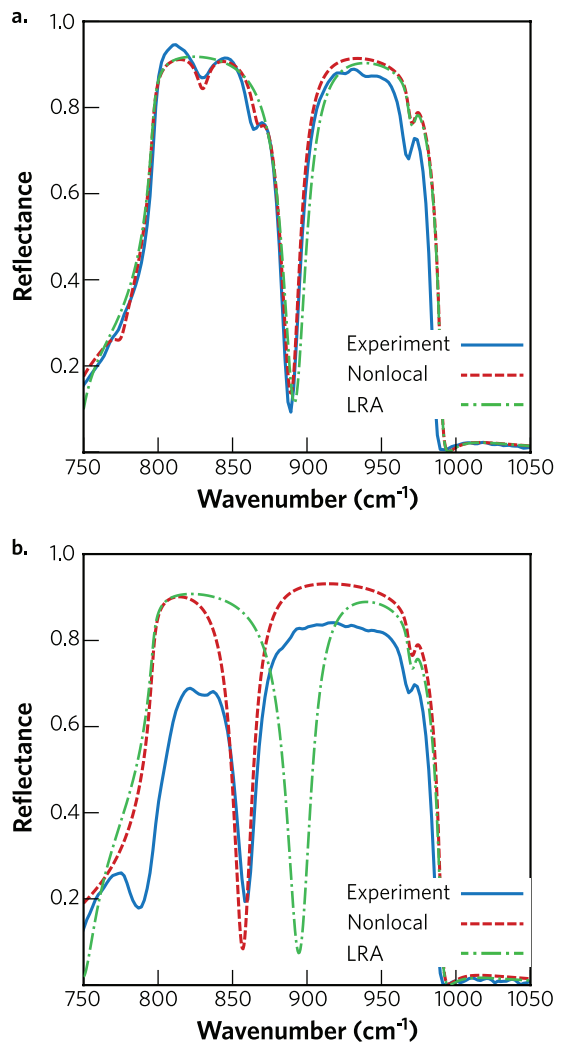 a.
1.0
0.8
0.6
0.4
0.2
Reflectance
Experiment
Nonlocal
LRA
750 800 850 900 950 1000 1050
Wavenumber (cm⁻¹)
b.
1.0
0.8
0.6
0.4
0.2
Reflectance
Experiment
Nonlocal
LRA
750 800 850 900 950 1000 1050
Wavenumber (cm⁻¹)